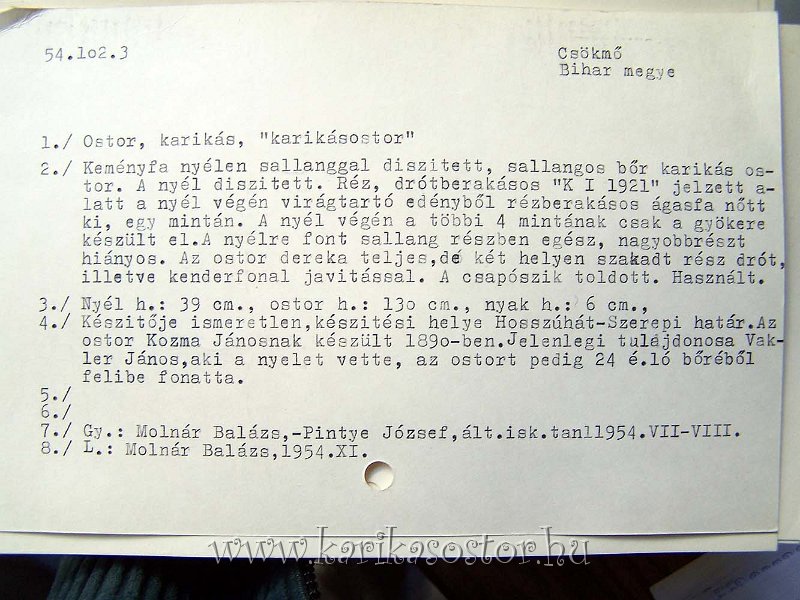 54.lo2.3
Csökmő
Bihar megye
1./ Ostor, karikás, "karikásostor"
2./ Keményfa nyélen sallanggal diszitett, sallangos bőr karikás os-
tor. A nyél diszitett. Réz, drótberakásos "K I 1921" jelzett a-
latt a nyél végén virágtartó edényből rézberakásos ágasfa nőtt
ki, egy mintán. A nyél végén a többi 4 mintának csak a gyökere
készült el.A nyélre font sallang részben egész, nagyobbrészt
hiányos. Az ostor dereka teljes,de két helyen szakadt rész drót,
illetve kenderfonal javitással. A csapószik toldott. Használt.
3./ Nyél h.: 39 cm., ostor h.: 13o cm., nyak h.: 6 cm.,
4./ Készitője ismeretlen,készitési helye Hosszúhát-Szerepi határ.Az
ostor Kozma Jánosnak készült 189o-ben.Jelenlegi tulajdonosa Vak-
ler János,aki a nyelet vette, az ostort pedig 24 é.ló bőréből
felibe fonatta.
5./
6./
7./ Gy.: Molnár Balázs,-Pintye József,ált.isk.tanl1954.VII-VIII.
8./ L.: Molnár Balázs,1954.XI.
www.karikasostor.hu